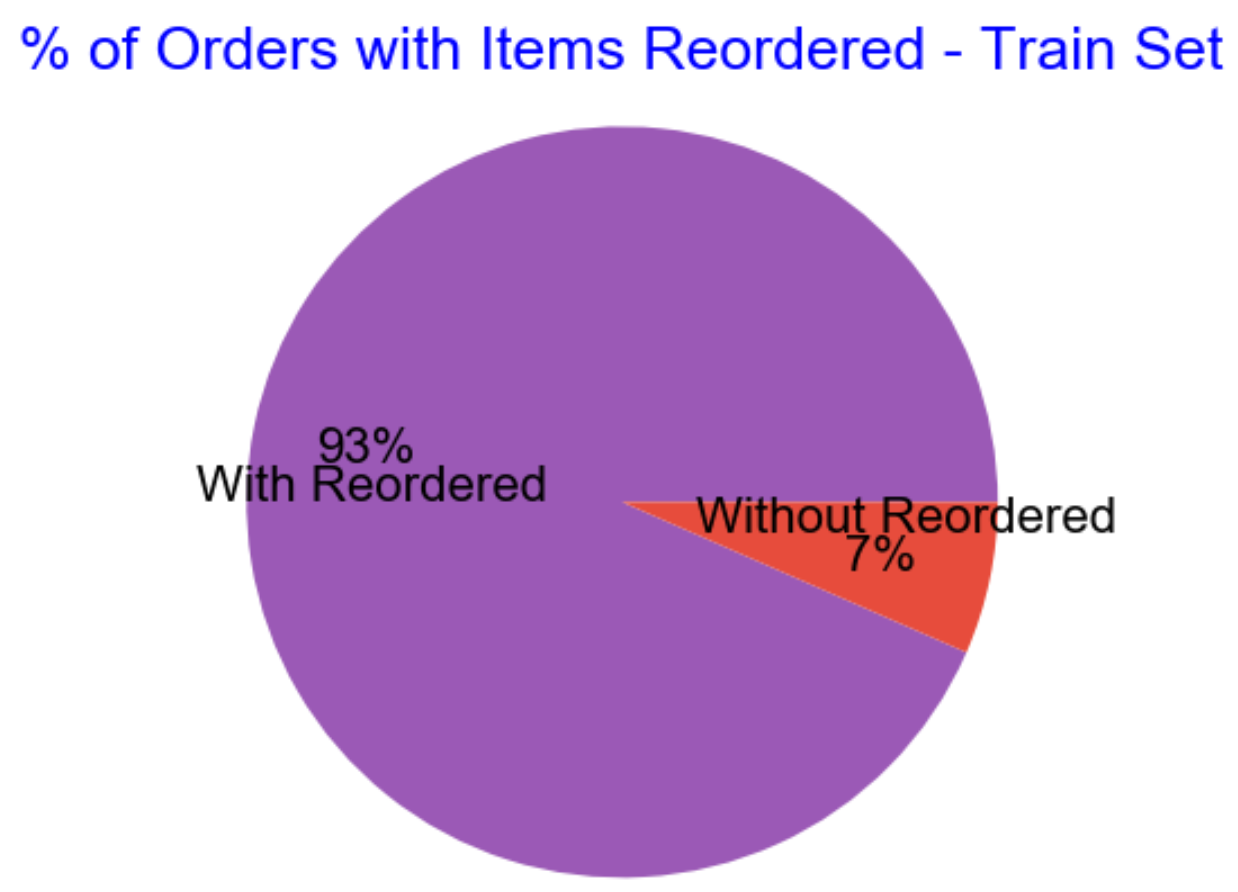 % of Orders with Items Reordered - Train Set
93%
With Reordered
Without Reordered
7%